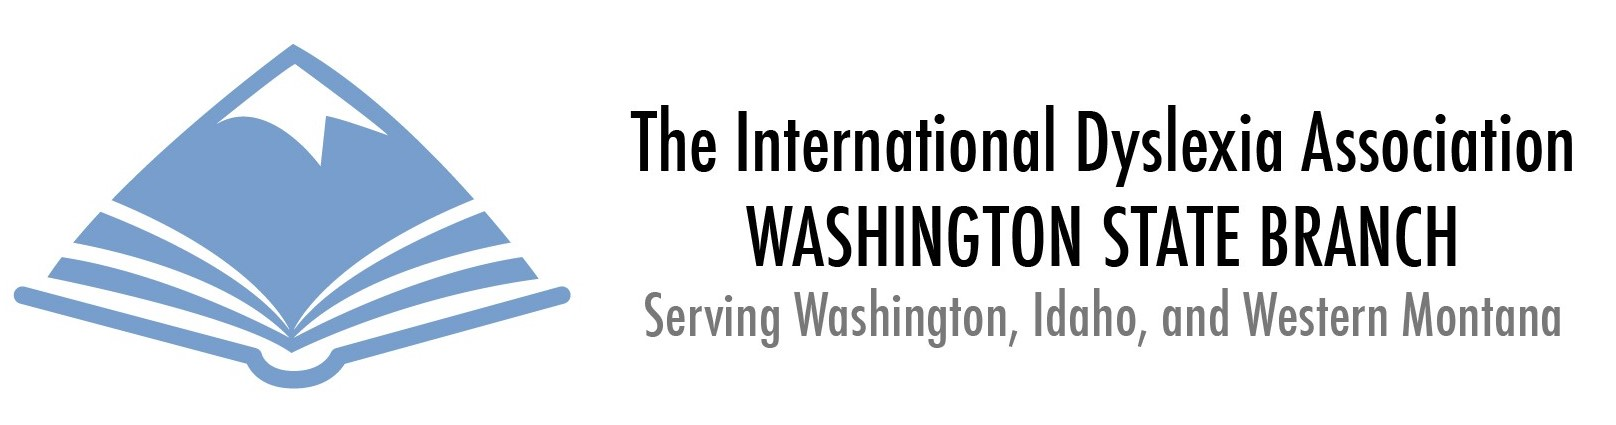 The International Dyslexia Association
WASHINGTON STATE BRANCH
Serving Washington, Idaho, and Western Montana